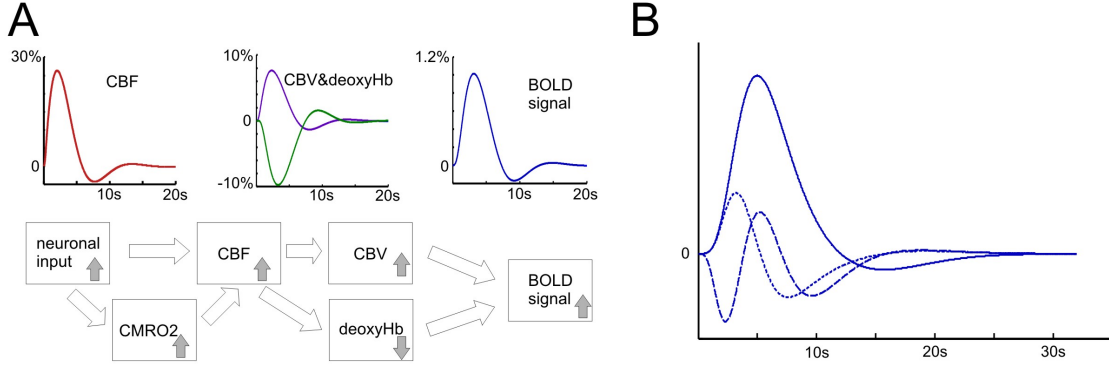 A
B
30%
CBF
0
10s
20s
10%
CBV&deoxyHb
0
-10%
10s
20s
1.2%
BOLD
signal
0
10s
20s
neuronal
input
CBF
CBV
BOLD
signal
CMRO2
deoxyHb
0
10s
20s
30s